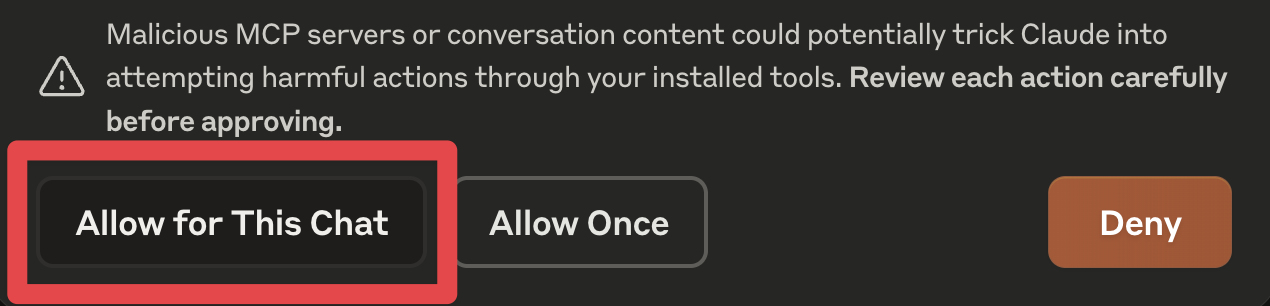 Malicious MCP servers or conversation content could potentially trick Claude into
attempting harmful actions through your installed tools. Review each action carefully
before approving.
Allow for This Chat
Allow Once
Deny